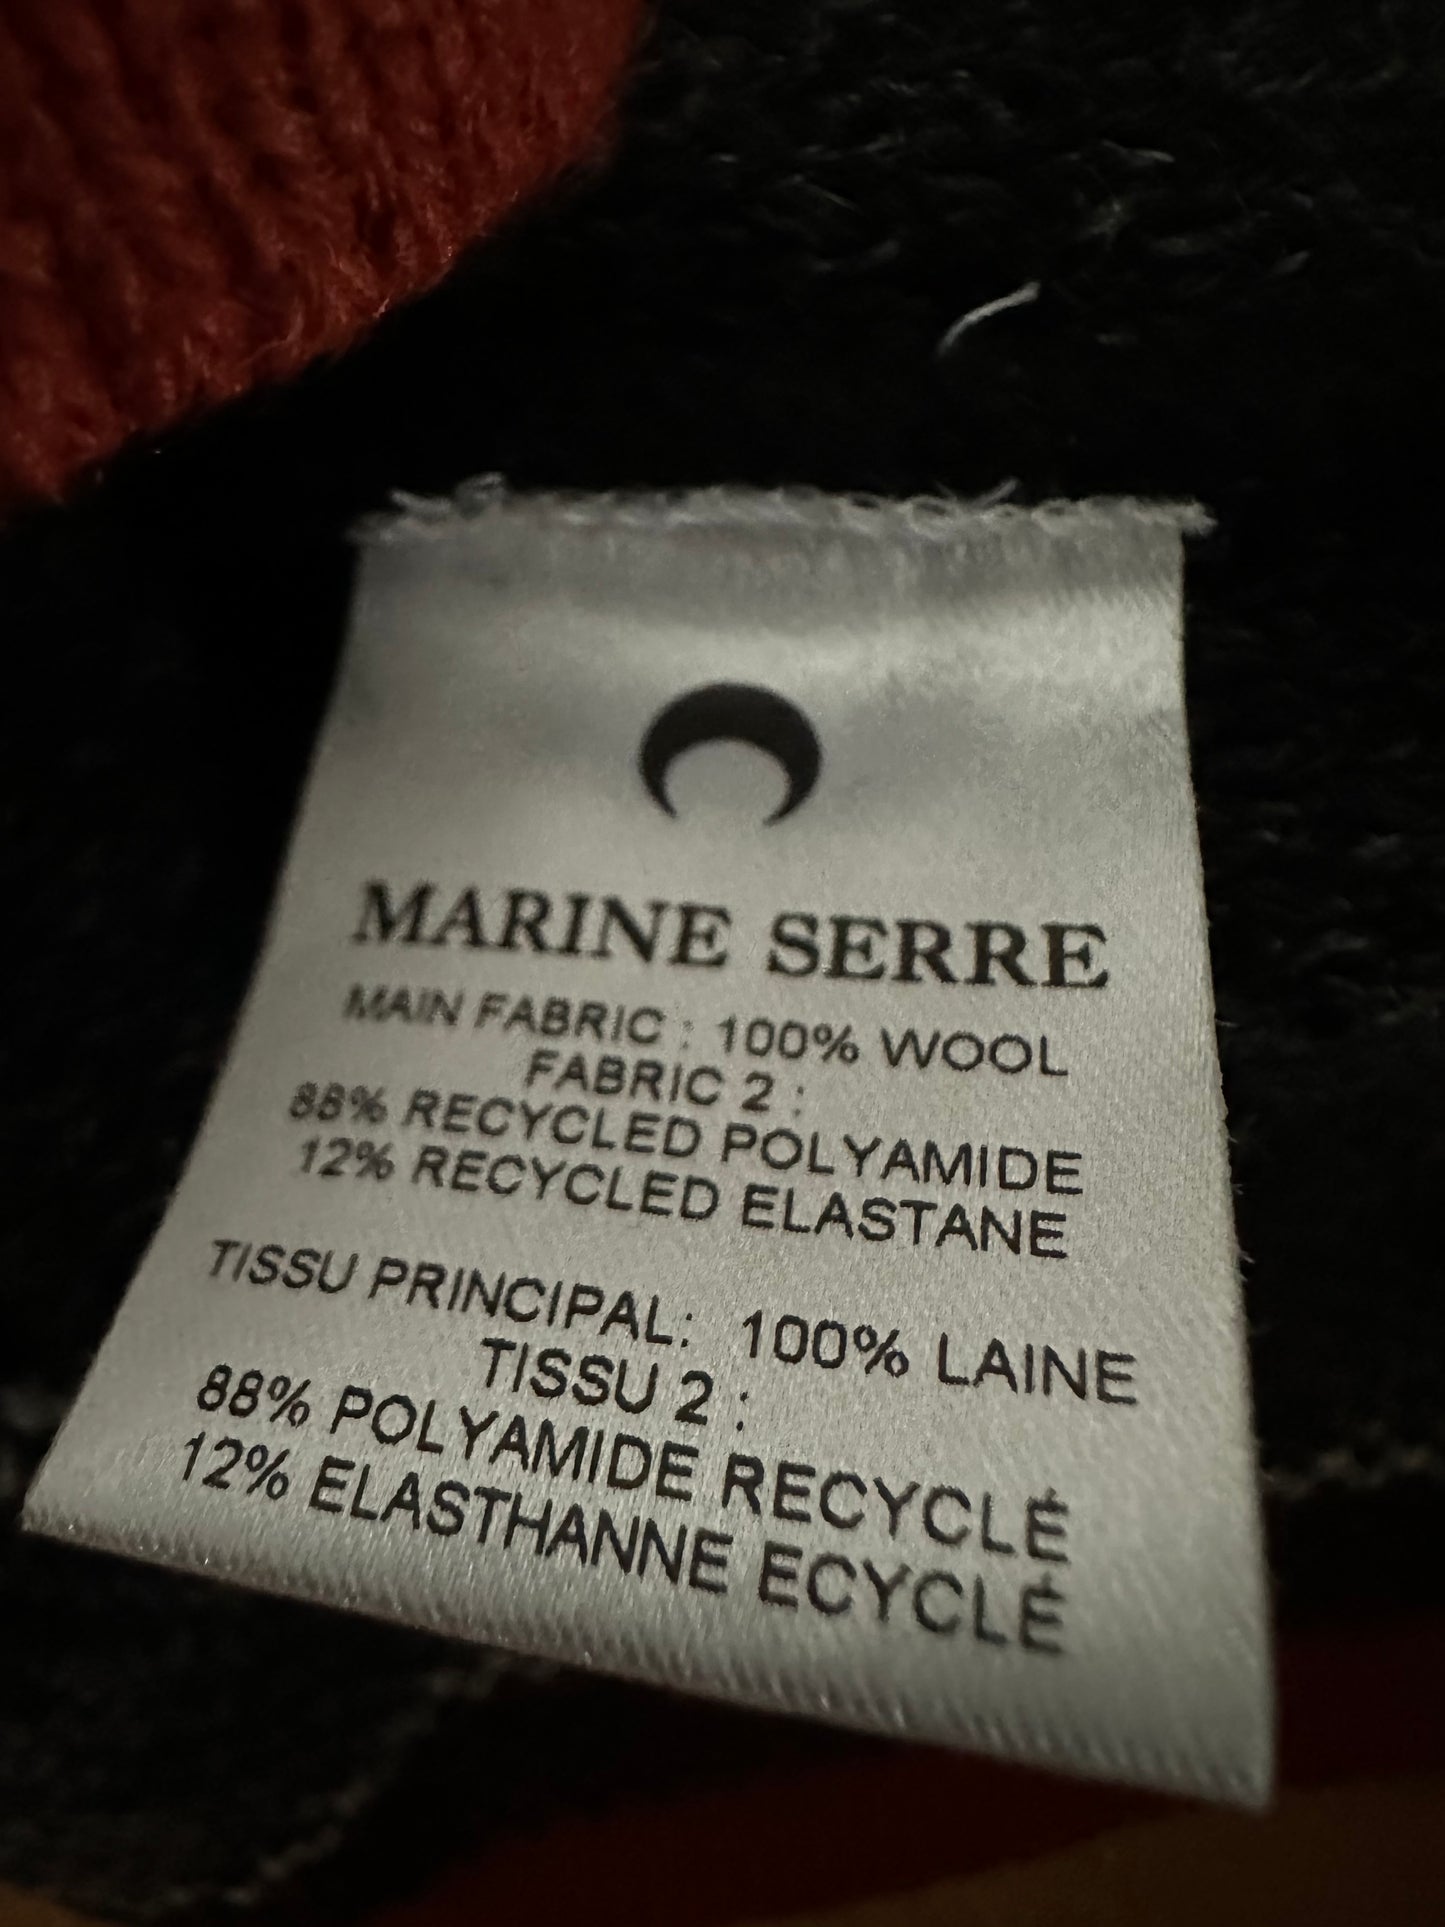 MARINE SERRE
MAIN FABRIC : 100% WOOL
FABRIC 2 :
88% RECYCLED POLYAMIDE
12% RECYCLED ELASTANE
TISSU PRINCIPAL: 100% LAINE
TISSU 2 :
88% POLYAMIDE RECYCLÉ
12% ELASTHANNE ECYCLÉ